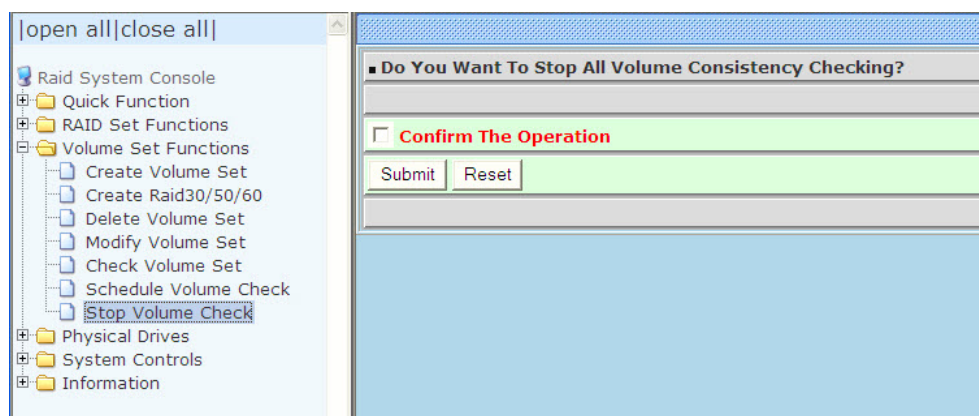 |open all|close all|
Raid System Console
Quick Function
RAID Set Functions
Volume Set Functions
Create Volume Set
Create Raid30/50/60
Delete Volume Set
Modify Volume Set
Check Volume Set
Schedule Volume Check
Stop Volume Check
Physical Drives
System Controls
Information
Do You Want To Stop All Volume Consistency Checking?
Confirm The Operation
Submit Reset